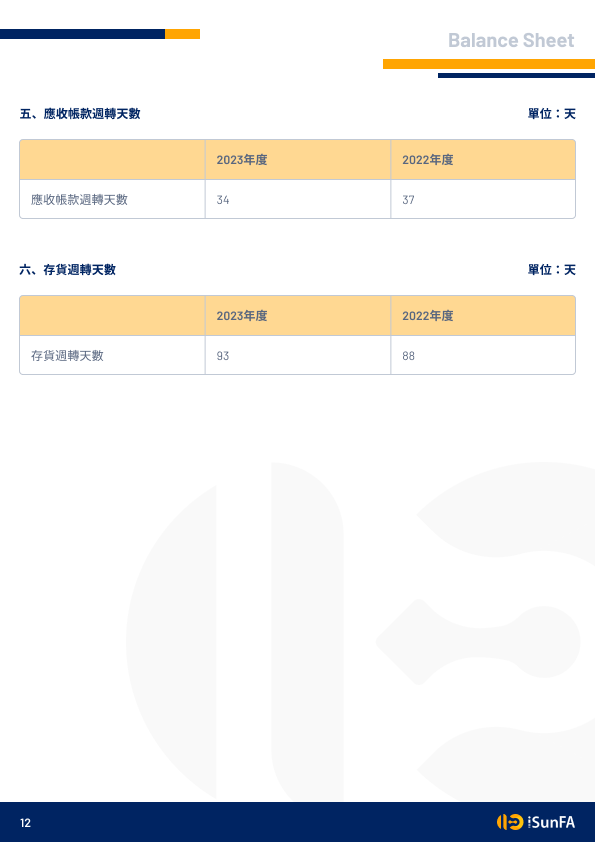 Balance Sheet
五、應收帳款週轉天數 單位：天
2023年度 2022年度
應收帳款週轉天數 34 37
六、存貨週轉天數 單位：天
2023年度 2022年度
存貨週轉天數 93 88
12 iSunFA